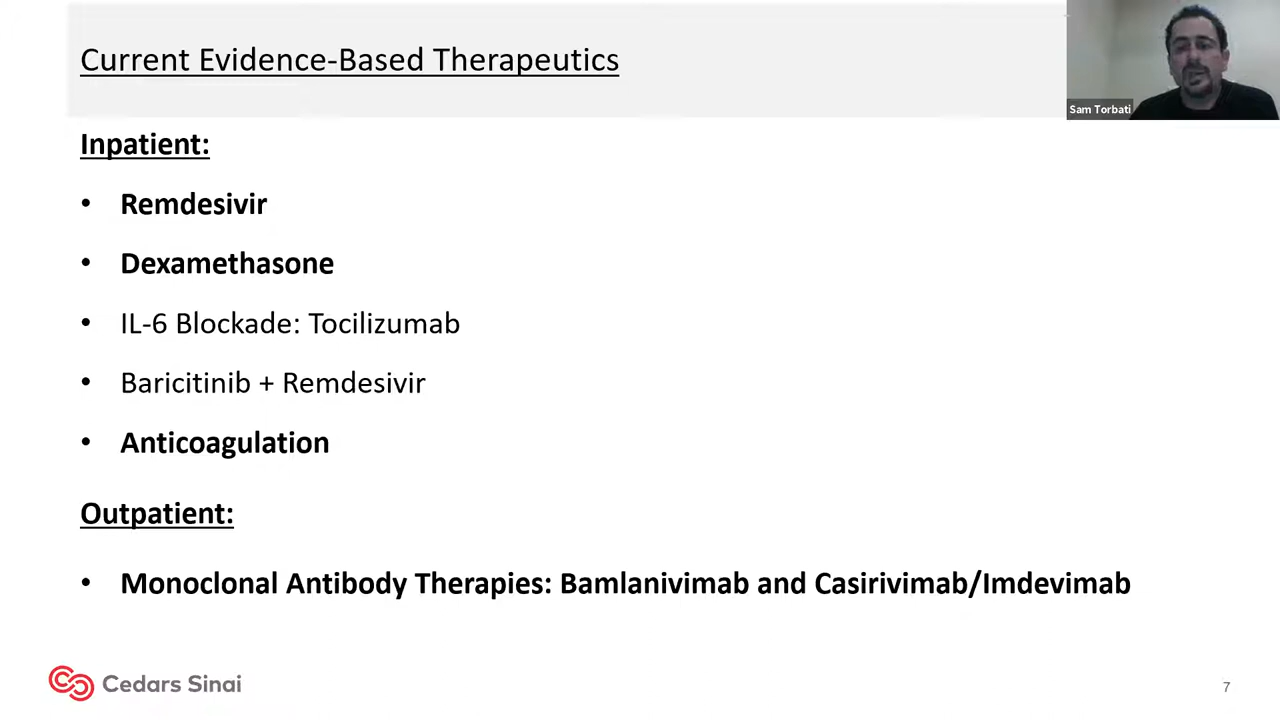 Current Evidence-Based Therapeutics
Sam Torbati
Inpatient:
• Remdesivir
• Dexamethasone
• IL-6 Blockade: Tocilizumab
• Baricitinib + Remdesivir
• Anticoagulation
Outpatient:
• Monoclonal Antibody Therapies: Bamlanivimab and Casirivimab/Imdevimab
Cedars Sinai
7